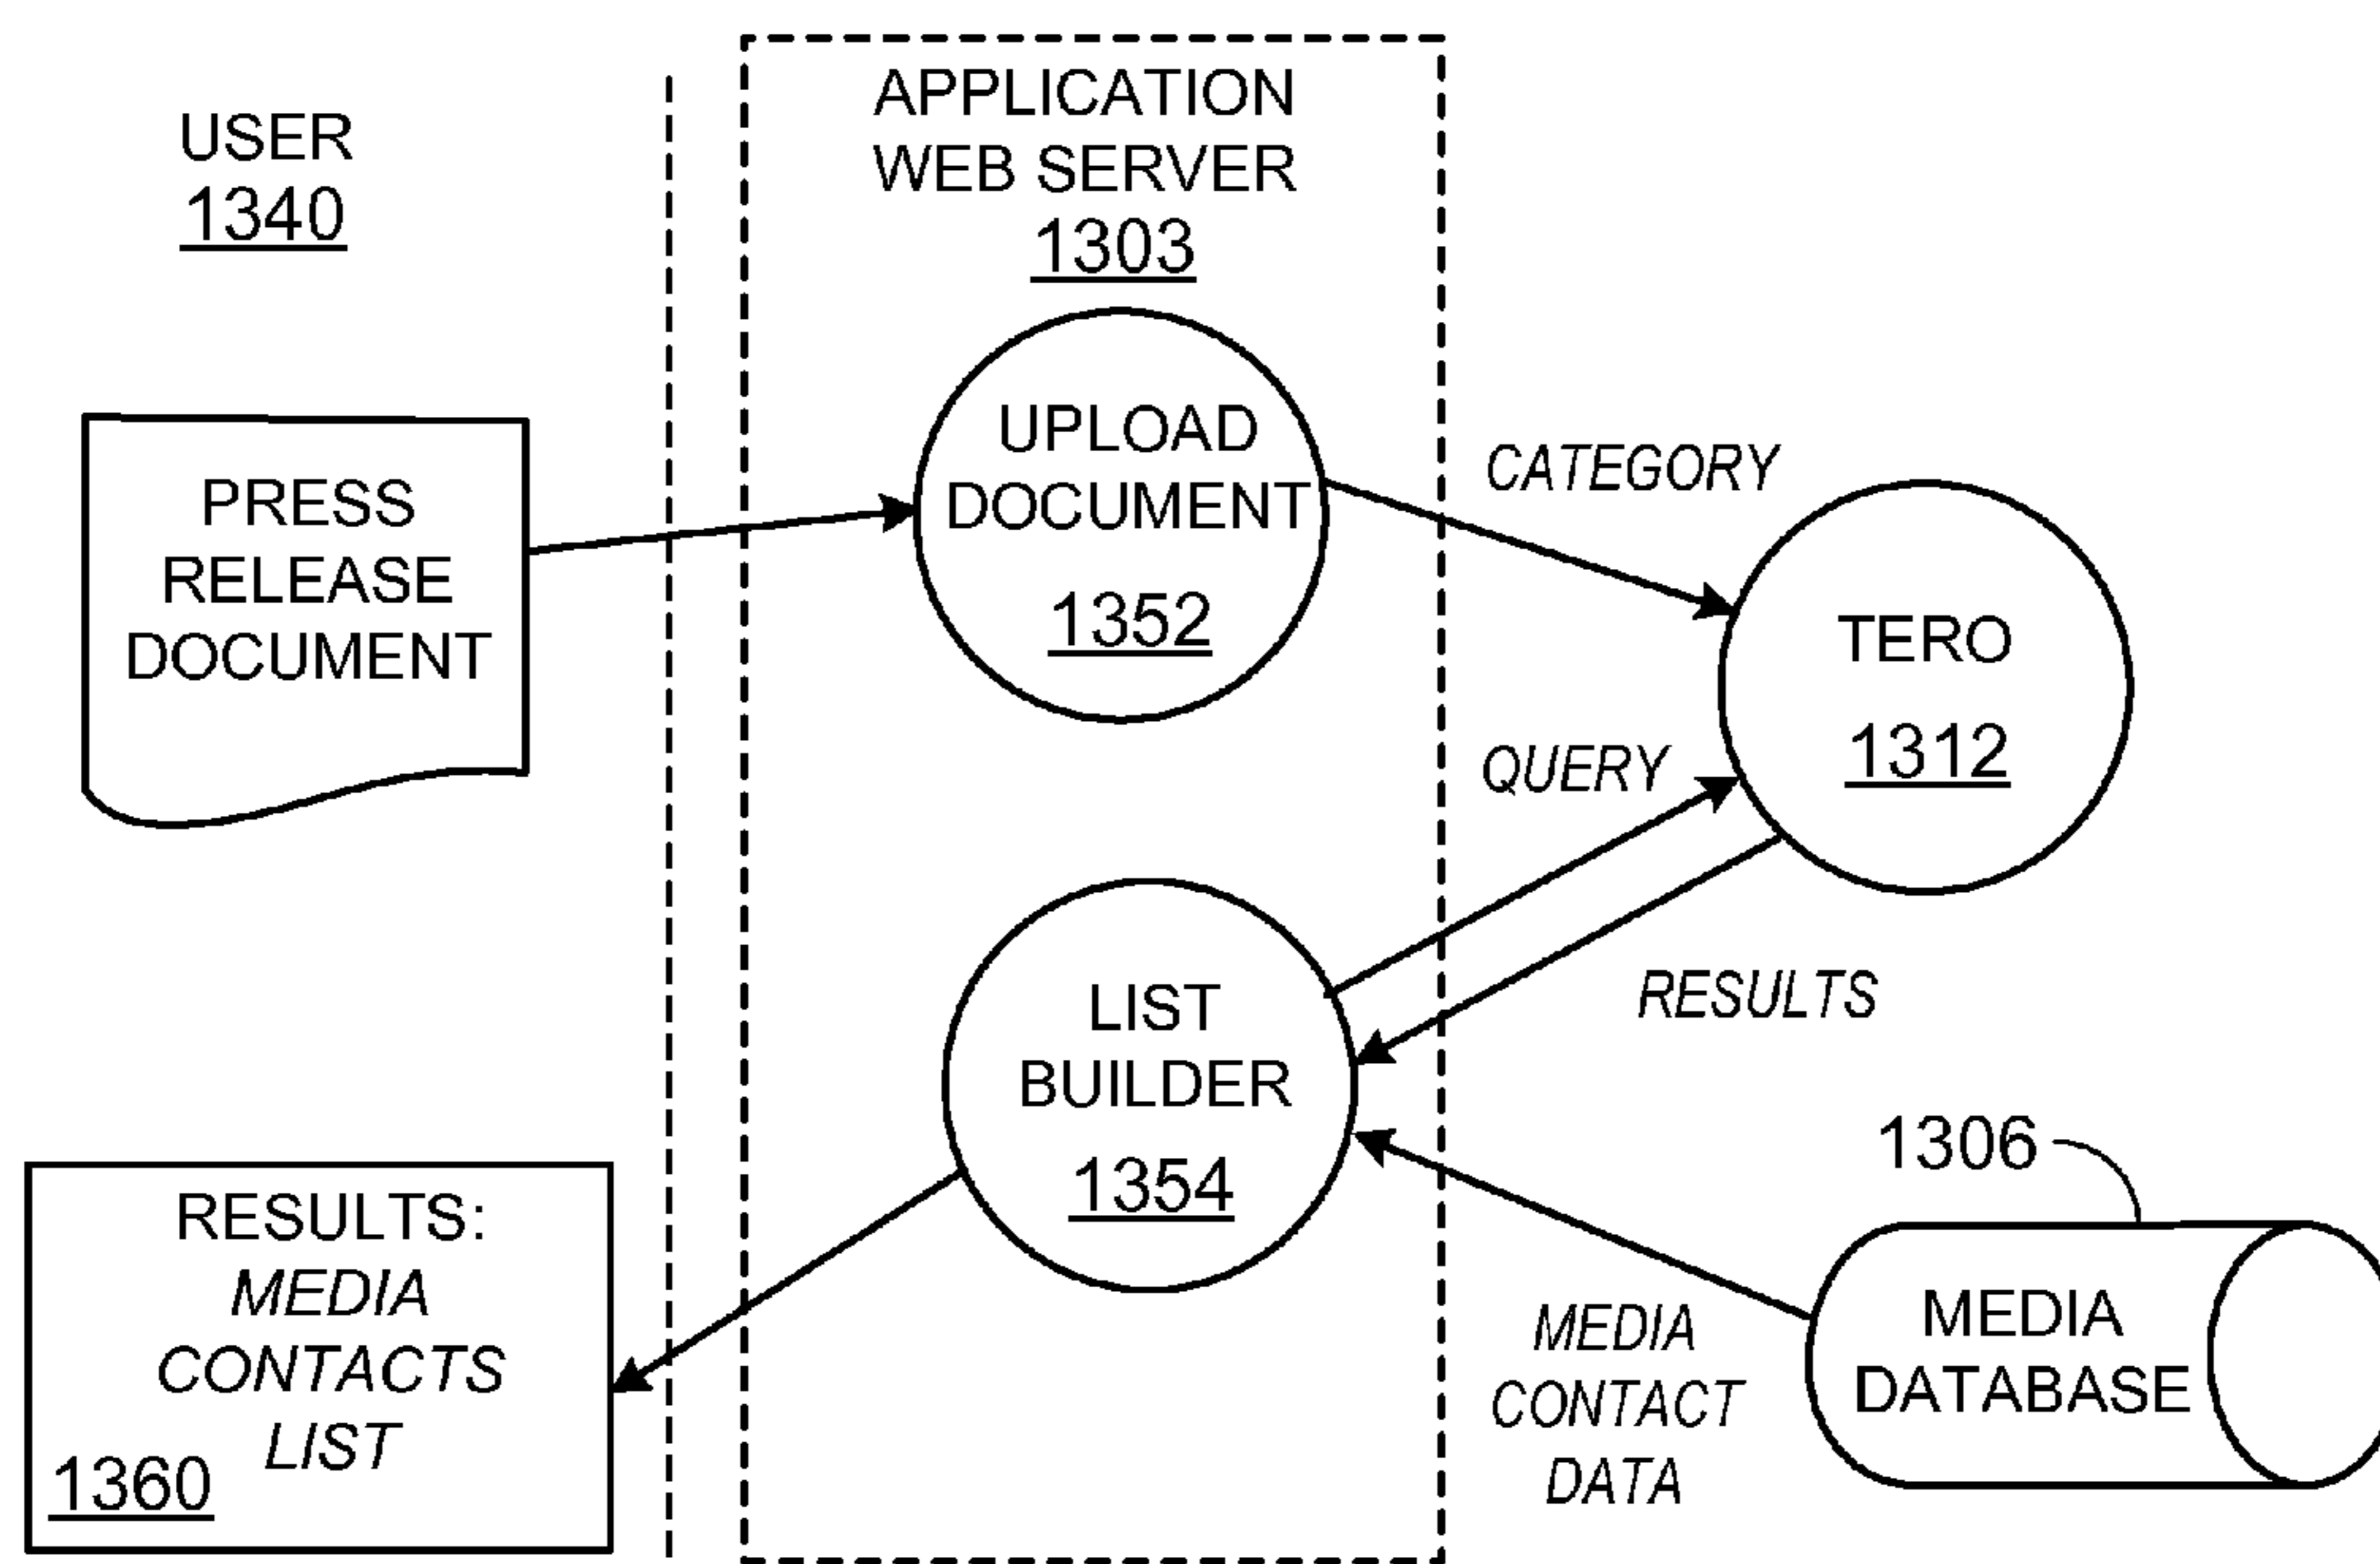 USER
1340
APPLICATION
WEB SERVER
1303
PRESS
RELEASE
DOCUMENT
UPLOAD
DOCUMENT
1352
CATEGORY
TERO
1312
QUERY
RESULTS
LIST
BUILDER
1354
1306
MEDIA
DATABASE
MEDIA
CONTACT
DATA
RESULTS:
MEDIA
CONTACTS
LIST
1360